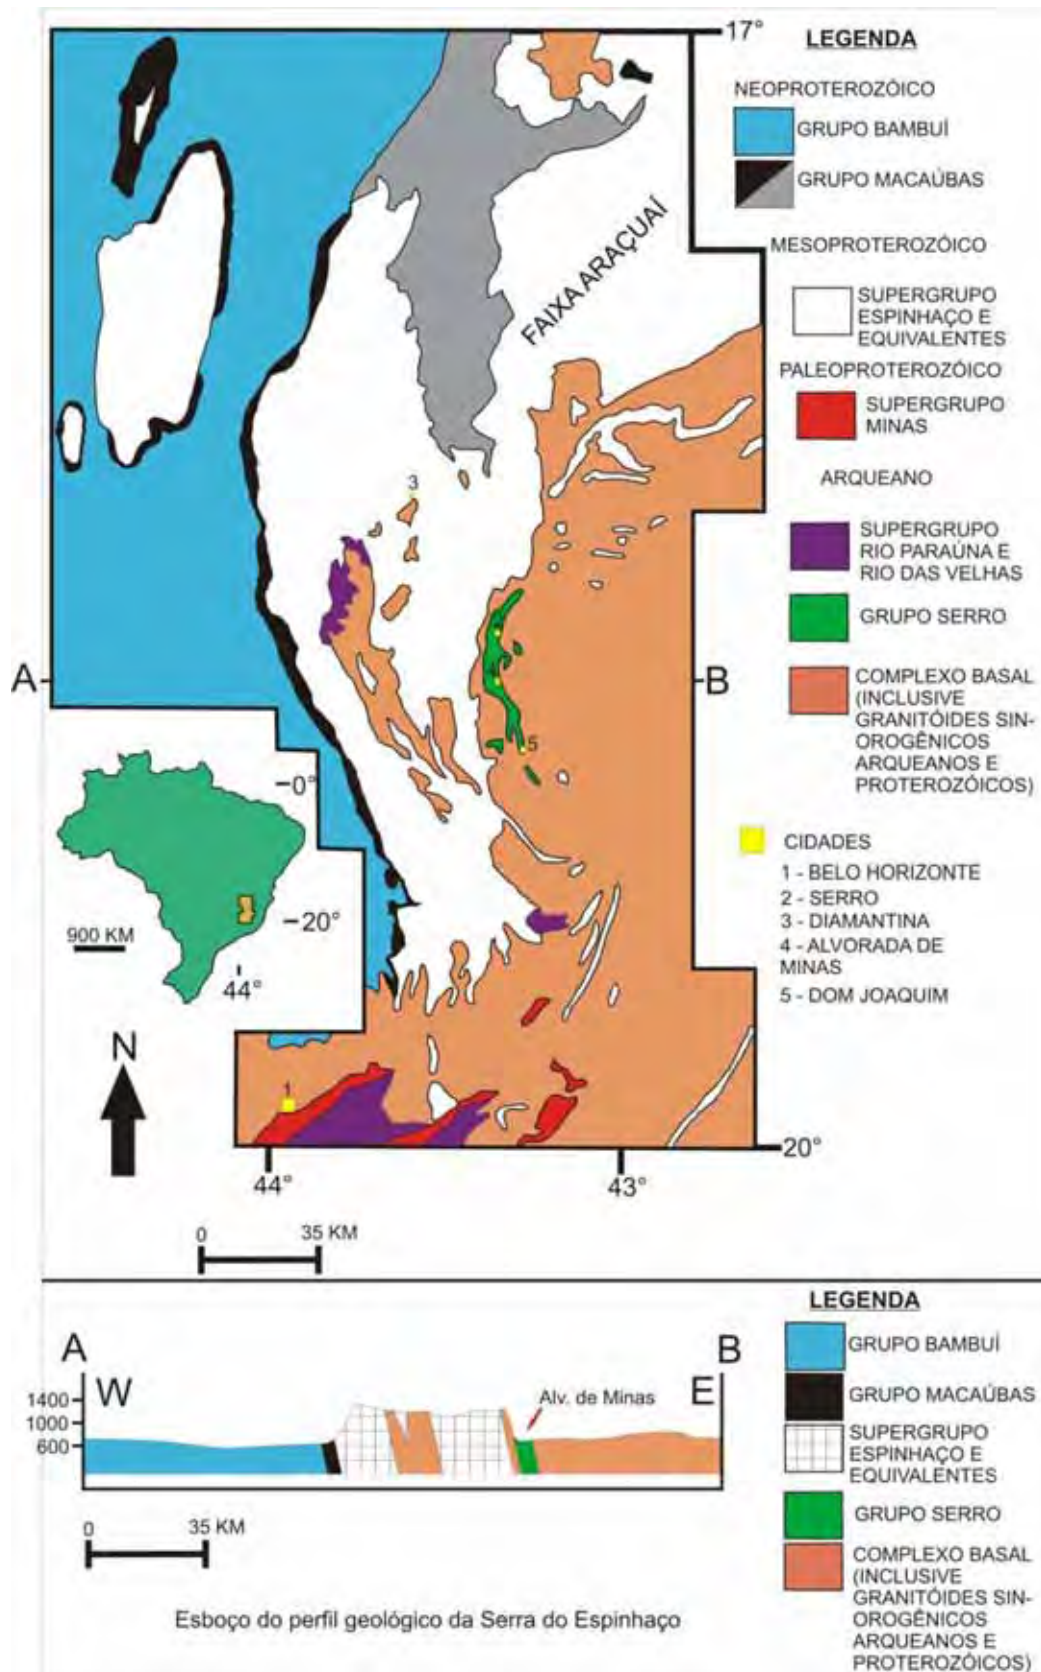 17°
LEGENDA
NEOPROTEROZÓICO
GRUPO BAMBUÍ
GRUPO MACAÚBAS
MESOPROTEROZÓICO
FAIXA ARAÇUAÍ
SUPERGRUPO
ESPINHAÇO E
EQUIVALENTES
PALEOPROTEROZÓICO
SUPERGRUPO
MINAS
ARQUEANO
3
SUPERGRUPO
RIO PARAÚNA E
RIO DAS VELHAS
GRUPO SERRO
A
B
COMPLEXO BASAL
(INCLUSIVE
GRANITÓIDES SIN-
OROGÊNICOS
ARQUEANOS E
PROTEROZÓICOS)
5
0°
20°
900 KM
44°
CIDADES
1 - BELO HORIZONTE
2 - SERRO
3 - DIAMANTINA
4 - ALVORADA DE
MINAS
5 - DOM JOAQUIM
N
1
20°
44°
43°
0 35 KM
LEGENDA
A
B
W
E
1400
1000
600
Alv. de Minas
GRUPO BAMBUÍ
GRUPO MACAÚBAS
SUPERGRUPO
ESPINHAÇO E
EQUIVALENTES
GRUPO SERRO
COMPLEXO BASAL
(INCLUSIVE
GRANITÓIDES SIN-
OROGÊNICOS
ARQUEANOS E
PROTEROZÓICOS)
0 35 KM
Esboço do perfil geológico da Serra do Espinhaço